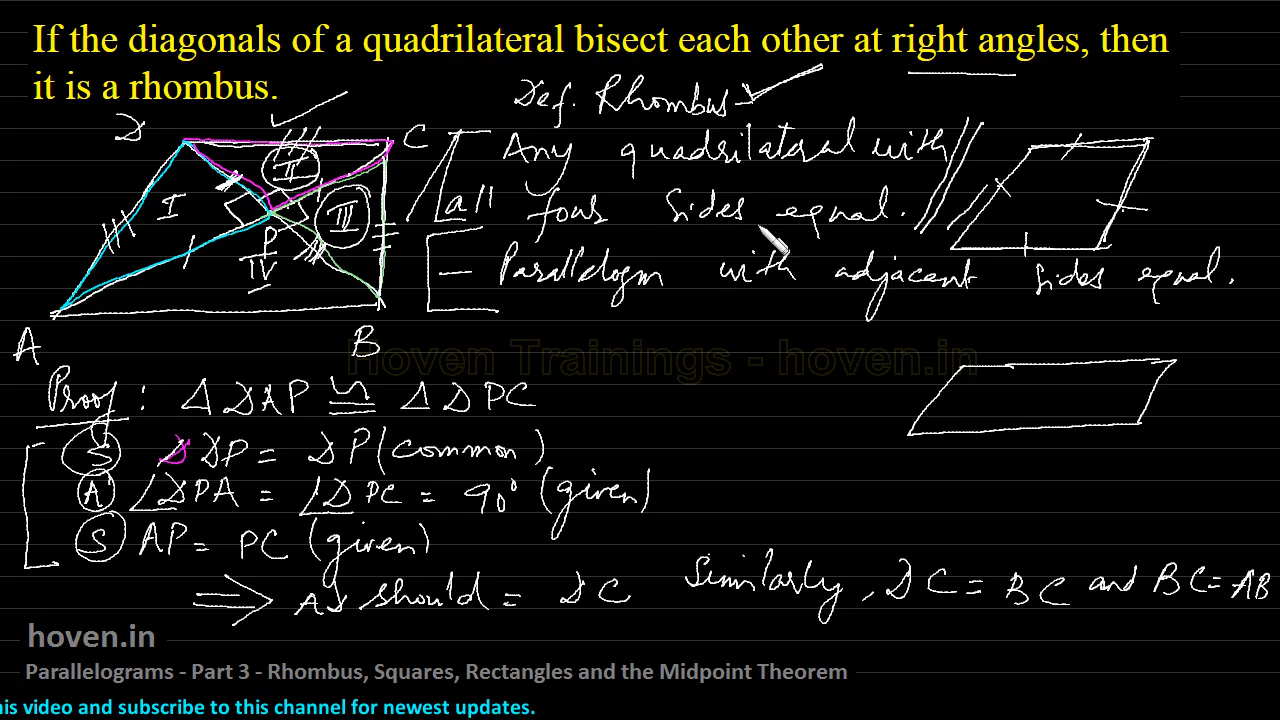 If the diagonals of a quadrilateral bisect each other at right angles, then
it is a rhombus.
Def. Rhombus →
Any quadrilateral with
all four sides equal.
— Parallelogm with adjacent sides equal.
D C
I II III
P
IV
A B
Hoven Trainings - hoven.in
Proof : Δ DAP ≅ Δ DPC
S DP = DP (common)
A ∠DPA = ∠DPC = 90° (given)
S AP = PC (given)
⟹ AD should = DC Similarly, DC = BC and BC = AB
hoven.in
Parallelograms - Part 3 - Rhombus, Squares, Rectangles and the Midpoint Theorem
his video and subscribe to this channel for newest updates.